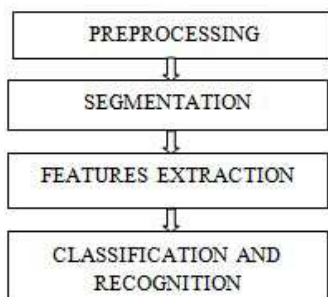 PREPROCESSING
SEGMENTATION
FEATURES EXTRACTION
CLASSIFICATION AND
RECOGNITION